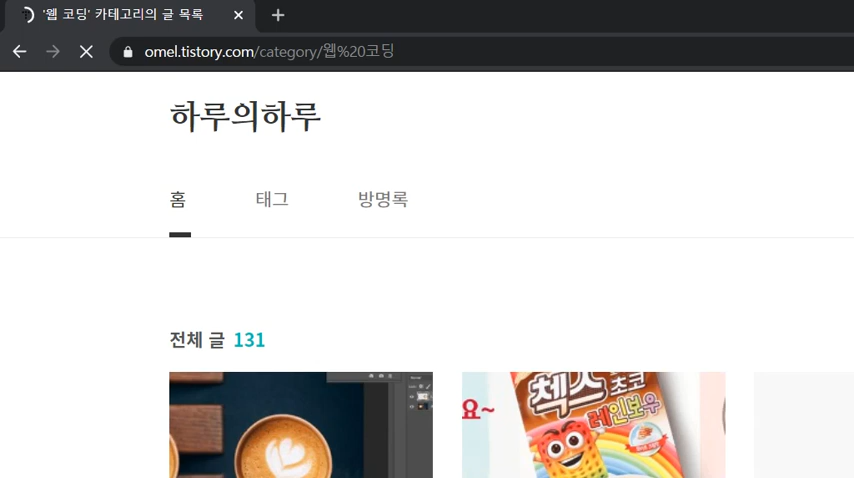 '웹 코딩' 카테고리의 글 목록
omel.tistory.com/category/웹%20코딩
하루의하루
홈 태그 방명록
전체 글 131
요~
첵스 초코
레인보우